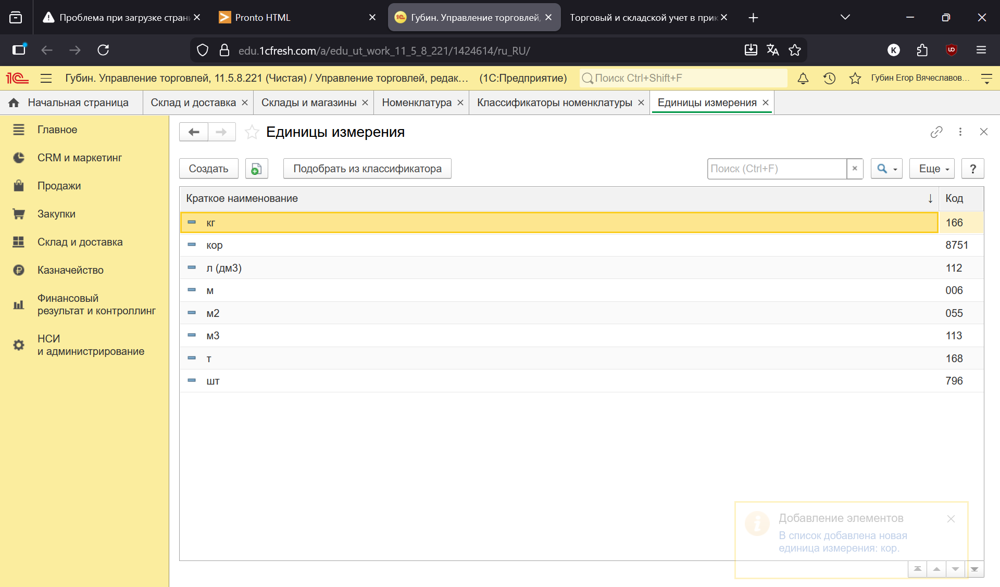 Проблема при загрузке стран
Pronto HTML
Губин. Управление торговлей,
Торговый и складской учет в прик
edu.1cfresh.com/a/edu_ut_work_11_5_8_221/1424614/ru_RU/
K
1С
Губин. Управление торговлей, 11.5.8.221 (Чистая) / Управление торговлей, редак... (1С:Предприятие)
Поиск Ctrl+Shift+F
Губин Егор Вячеславов...
Начальная страница
Склад и доставка
Склады и магазины
Номенклатура
Классификаторы номенклатуры
Единицы измерения
Главное
CRM и маркетинг
Продажи
Закупки
Склад и доставка
Казначейство
Финансовый
результат и контроллинг
НСИ
и администрирование
Единицы измерения
Создать
Подобрать из классификатора
Поиск (Ctrl+F)
Еще
?
Краткое наименование ↓ Код
кг 166
кор 8751
л (дм3) 112
м 006
м2 055
м3 113
т 168
шт 796
Добавление элементов
В список добавлена новая
единица измерения: кор.